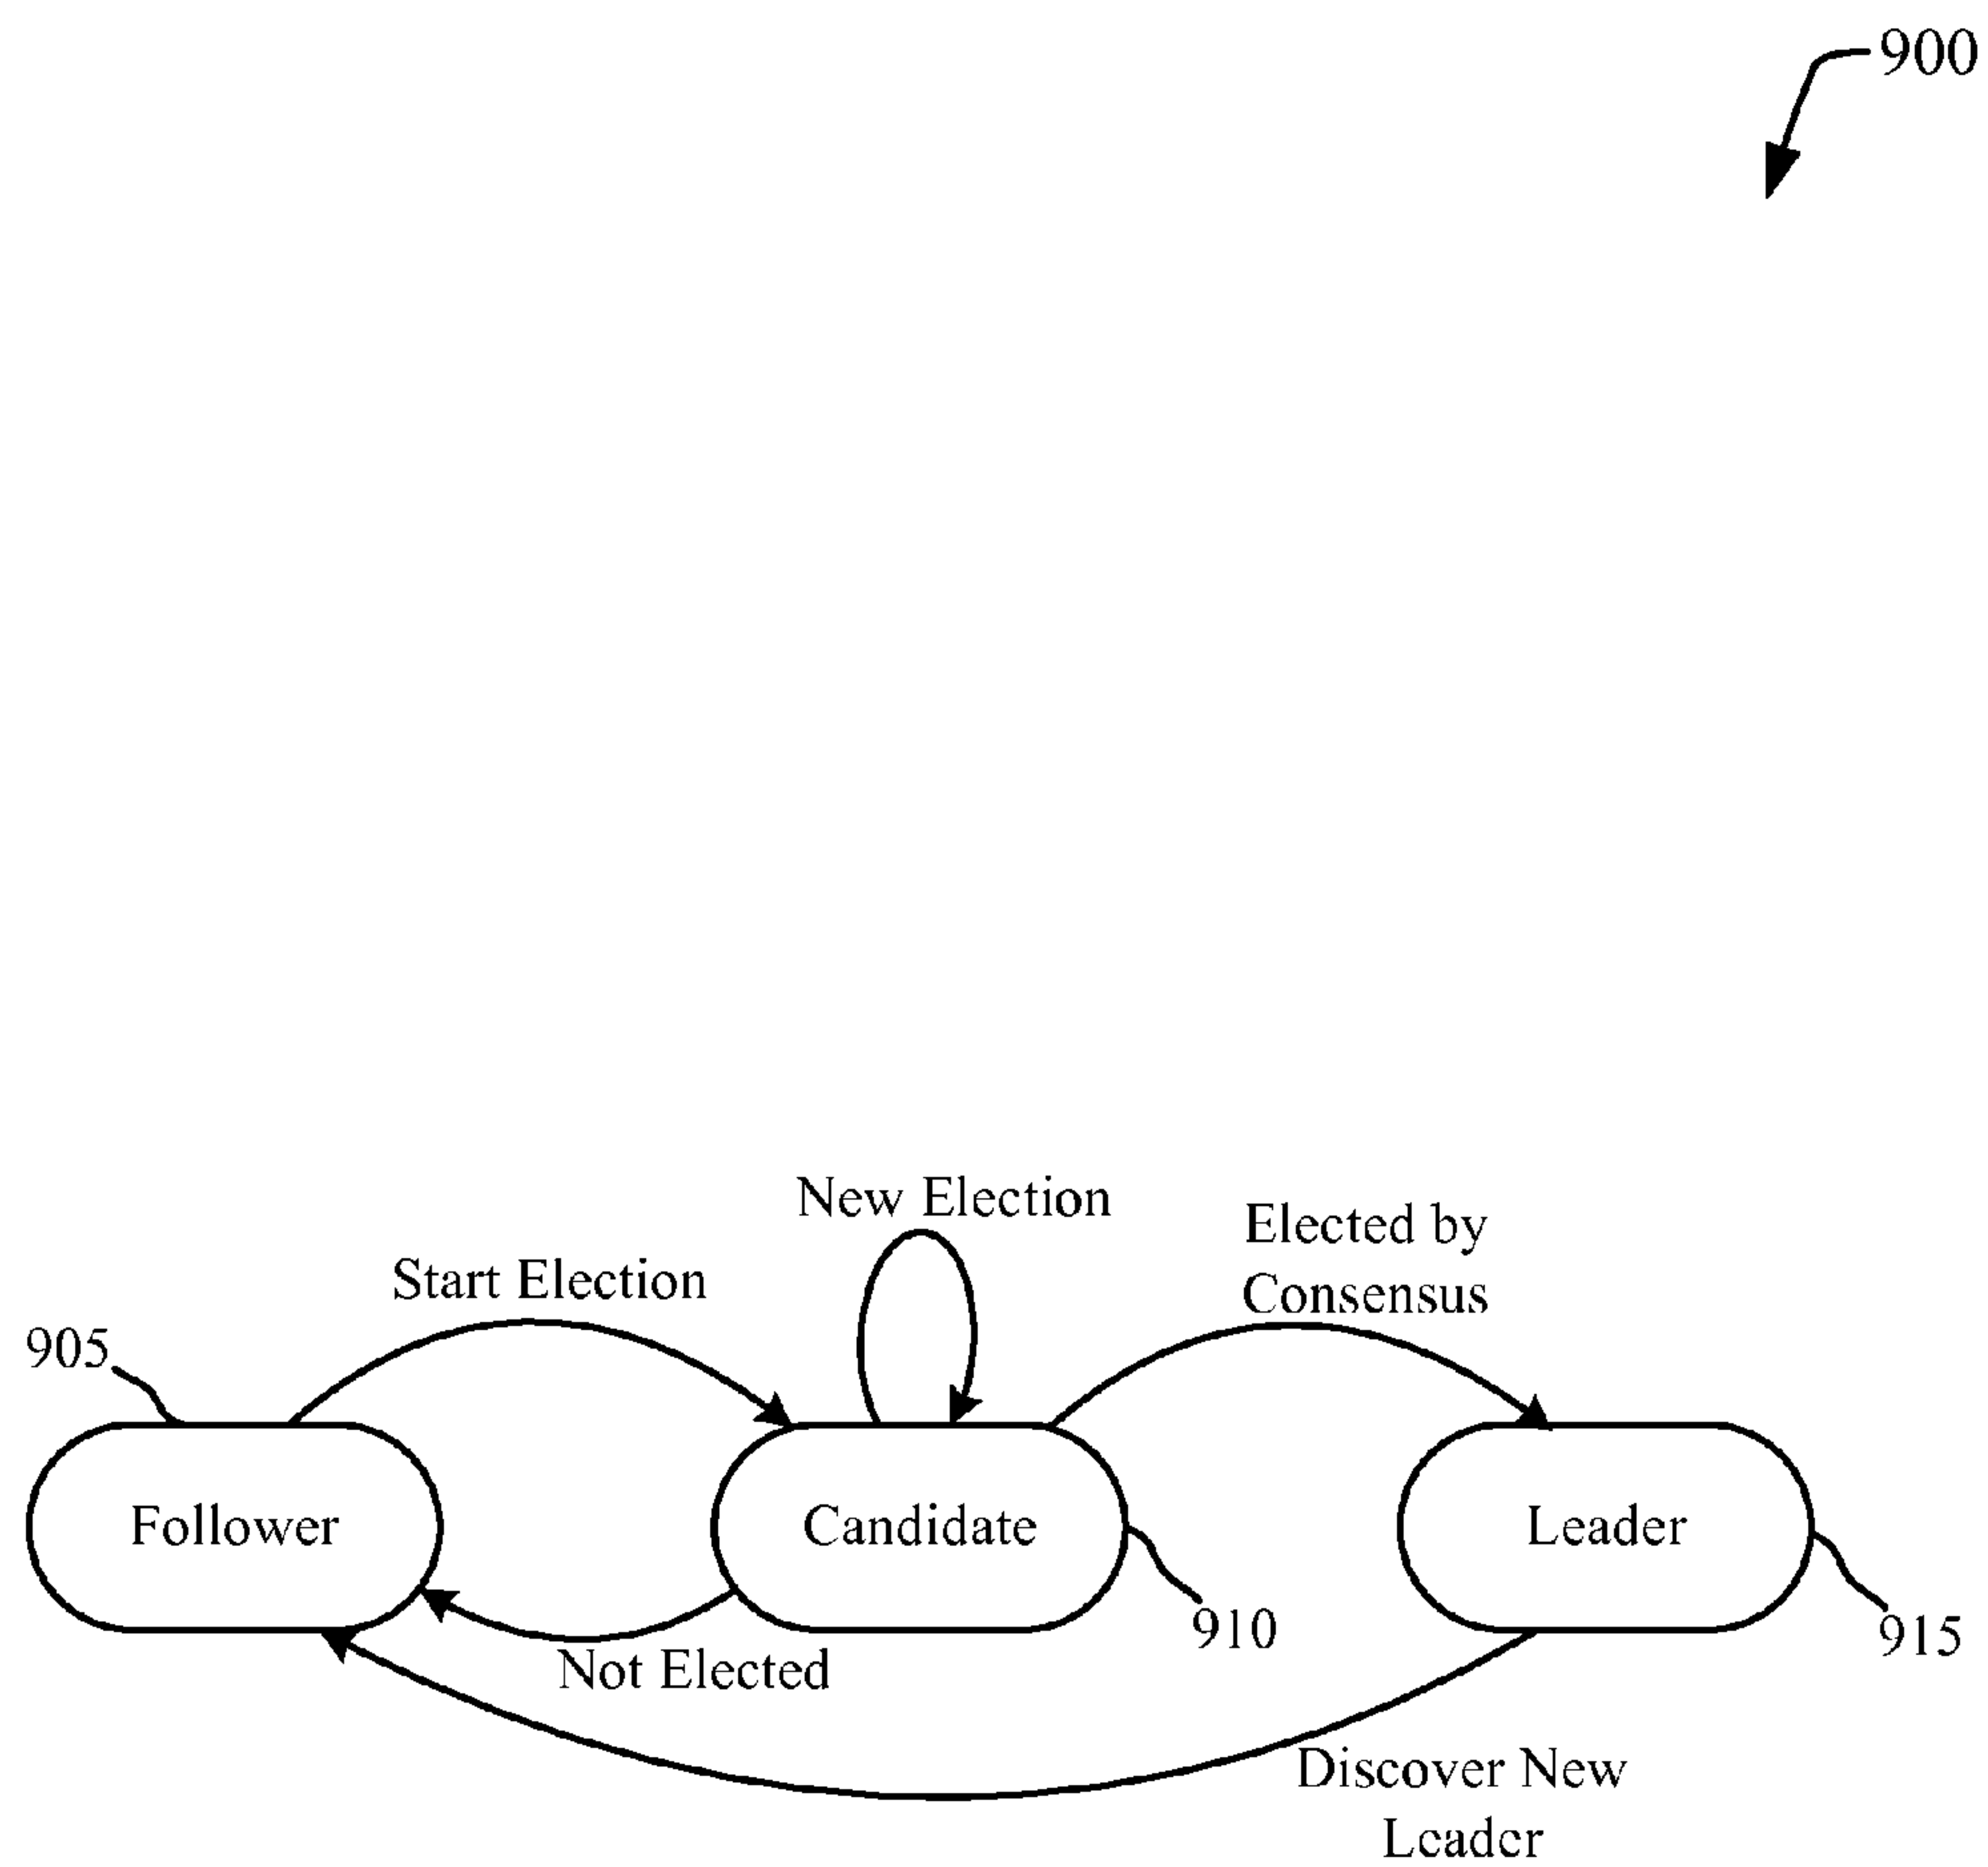 900
New Election
Elected by
Consensus
Start Election
905
Follower
Candidate
Leader
910
915
Not Elected
Discover New
Leader